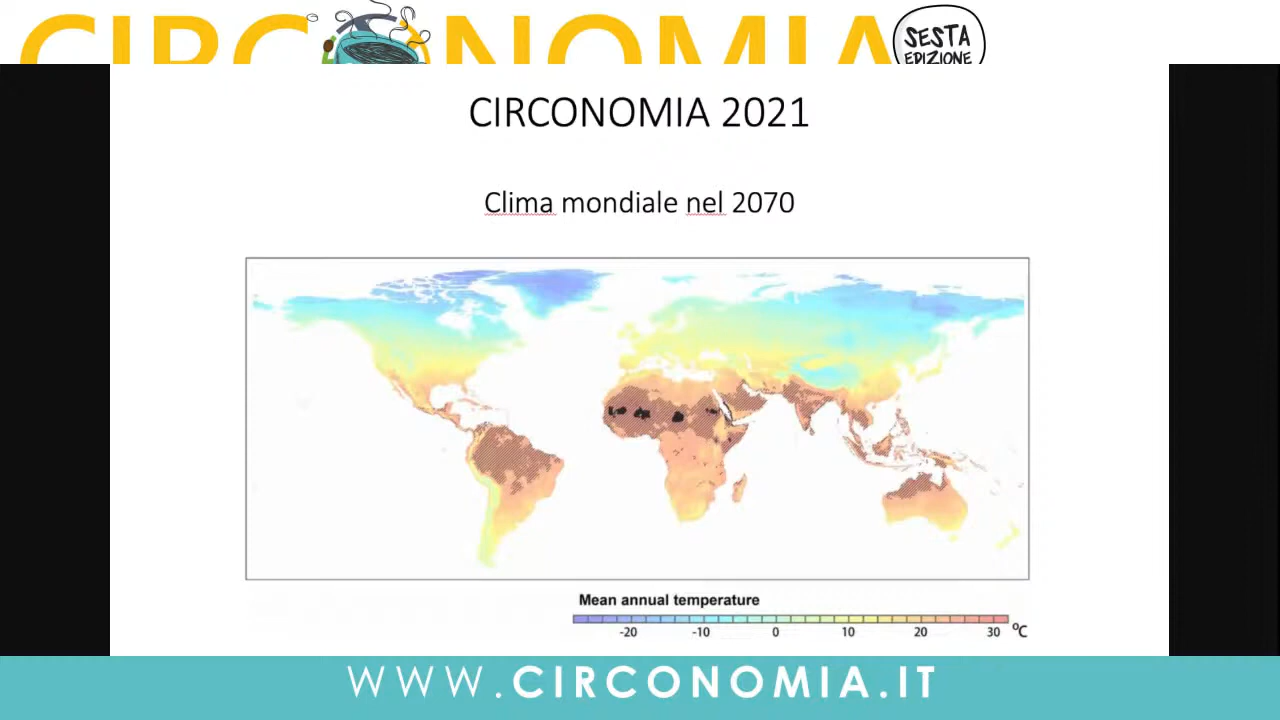 CIRCONOMIA
SESTA
EDIZIONE
CIRCONOMIA 2021
Clima mondiale nel 2070
Mean annual temperature
-20 -10 0 10 20 30 °C
WWW.CIRCONOMIA.IT